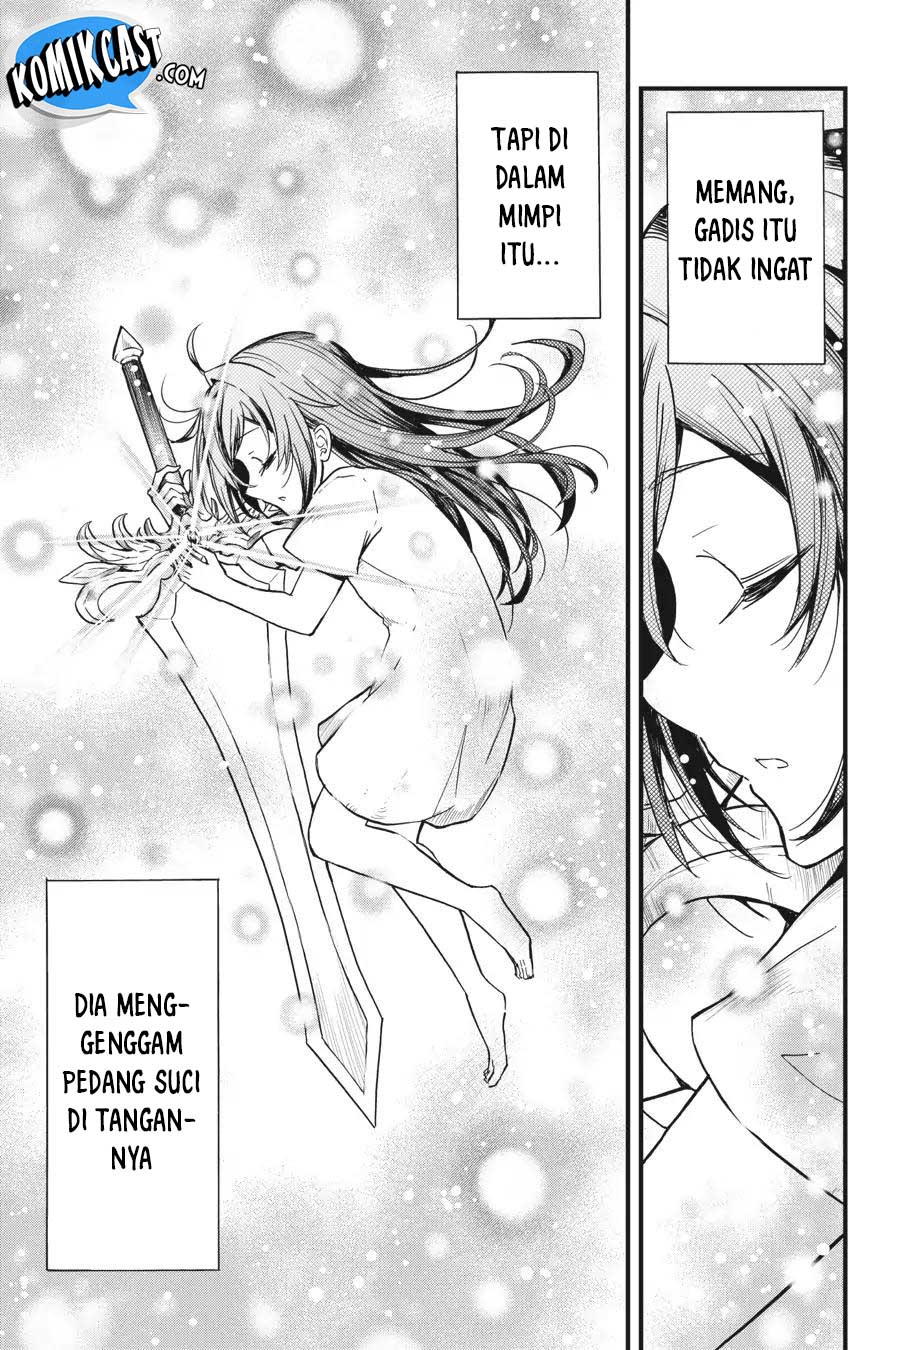 KOMIKCAST
.COM
MEMANG,
GADIS ITU
TIDAK INGAT
TAPI DI
DALAM
MIMPI
ITU...
DIA MENG-
GENGGAM
PEDANG SUCI
DI TANGAN-
NYA